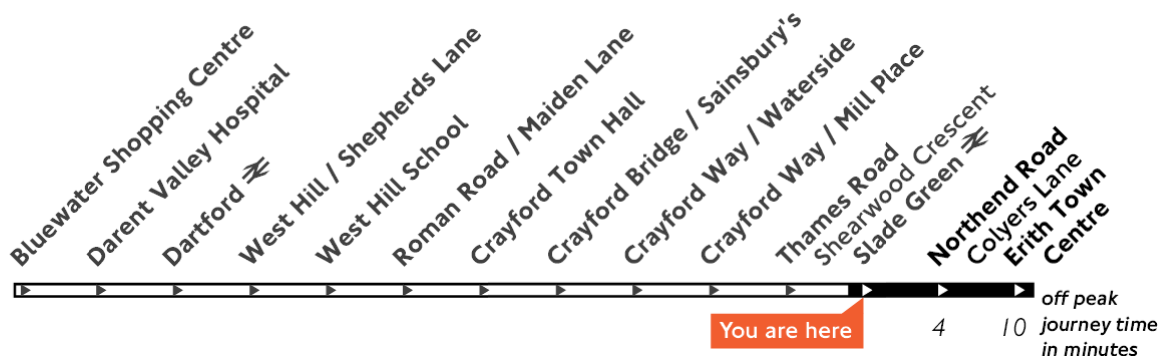 Bluewater Shopping Centre
Darent Valley Hospital
Dartford
West Hill / Shepherds Lane
West Hill School
Roman Road / Maiden Lane
Crayford Town Hall
Crayford Bridge / Sainsbury's
Crayford Way / Waterside
Crayford Way / Mill Place
Thames Road
Shearwood Crescent
Slade Green
Northend Road
Colyers Lane
Erith Town
Centre
You are here
4
10
off peak
journey time
in minutes